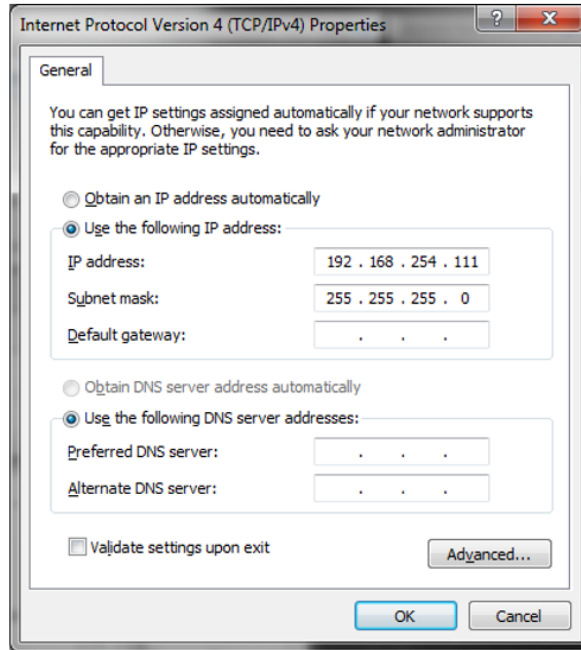 Internet Protocol Version 4 (TCP/IPv4) Properties
?
X
General
You can get IP settings assigned automatically if your network supports
this capability. Otherwise, you need to ask your network administrator
for the appropriate IP settings.
Obtain an IP address automatically
Use the following IP address:
IP address: 192 . 168 . 254 . 111
Subnet mask: 255 . 255 . 255 . 0
Default gateway: . . .
Obtain DNS server address automatically
Use the following DNS server addresses:
Preferred DNS server: . . .
Alternate DNS server: . . .
Validate settings upon exit
Advanced...
OK Cancel